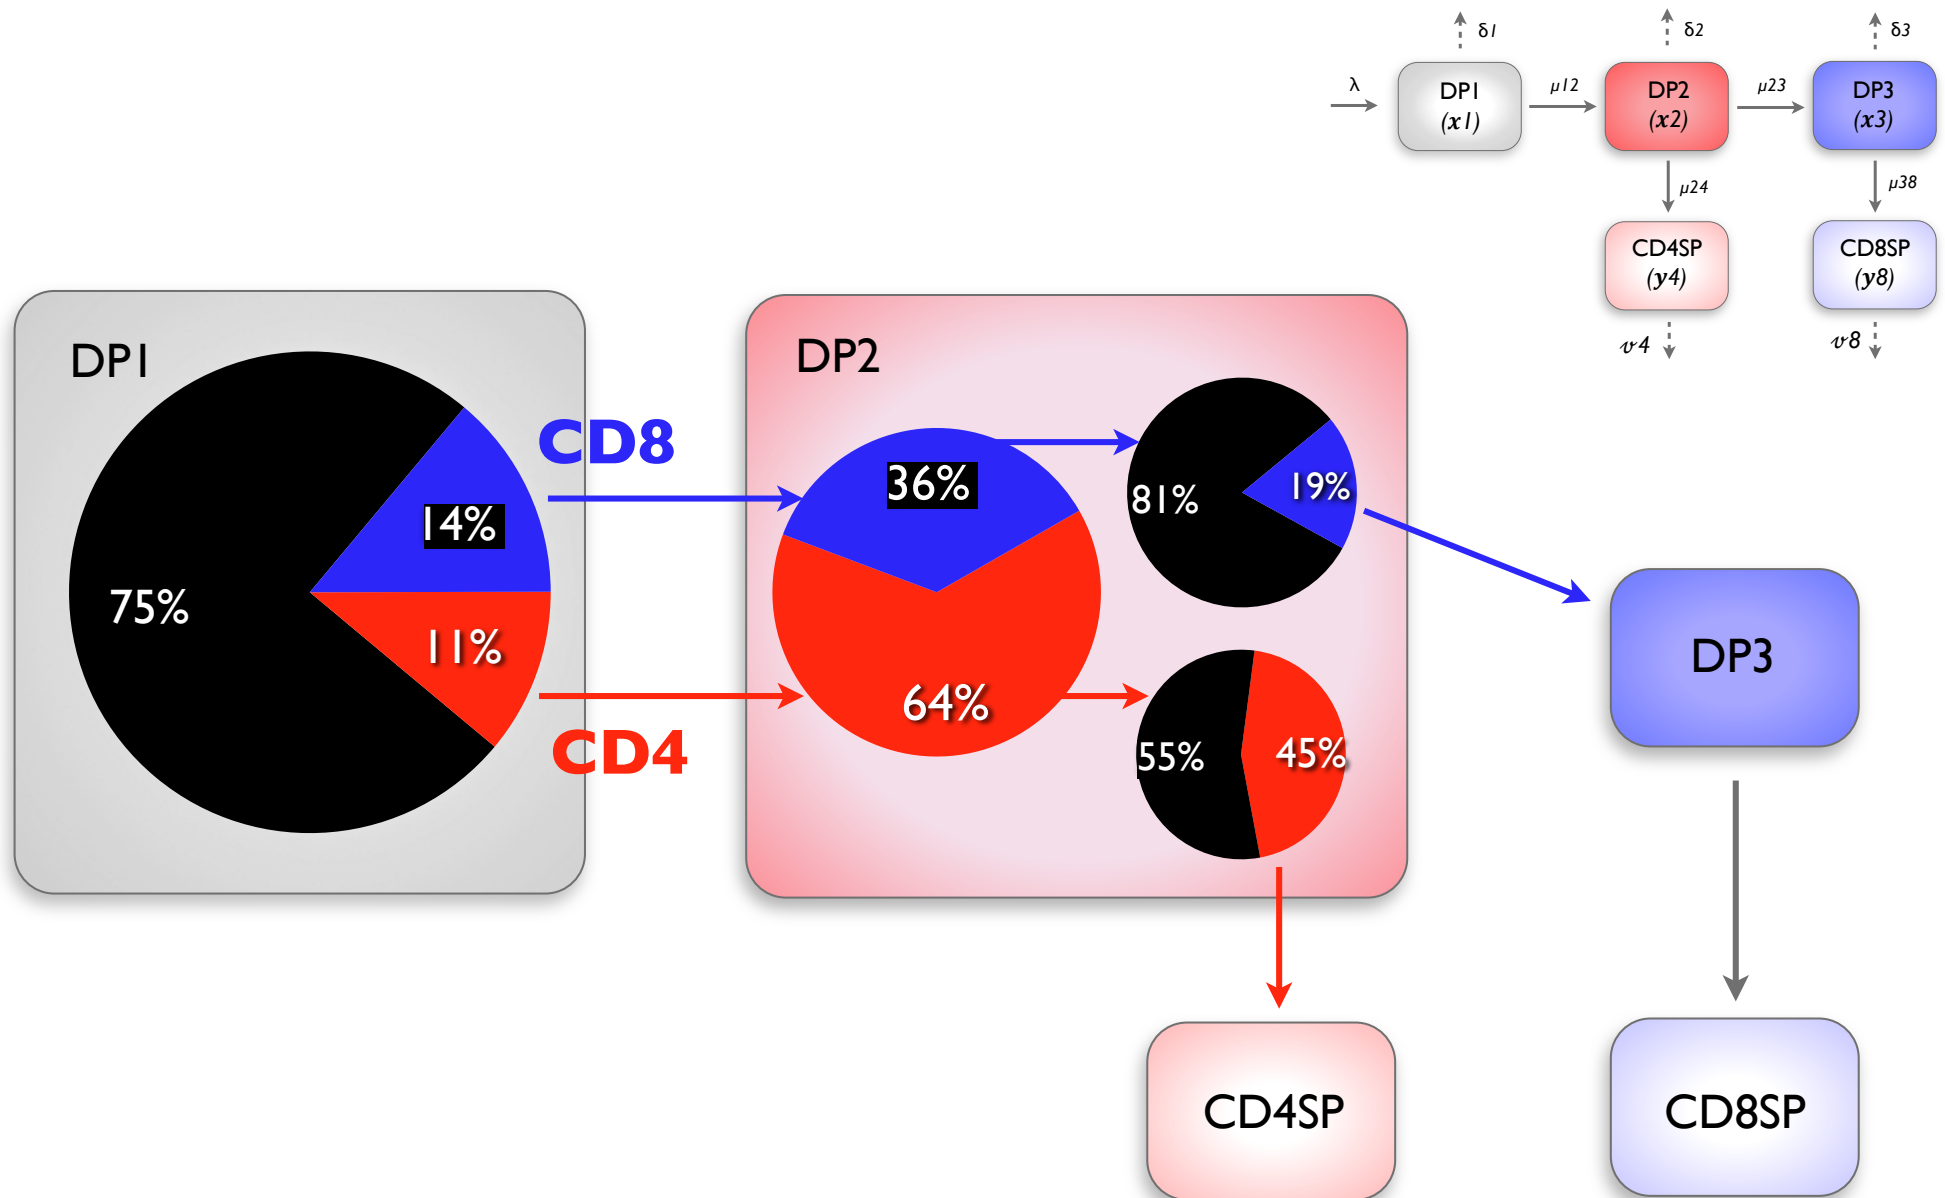 δ1
δ2
δ3
λ
DP1
(x1)
μ12
DP2
(x2)
μ23
DP3
(x3)
μ24
μ38
CD4SP
(y4)
CD8SP
(y8)
ν4
ν8
DP1
75%
14%
11%
CD8
CD4
DP2
36%
64%
81%
19%
55%
45%
DP3
CD4SP
CD8SP